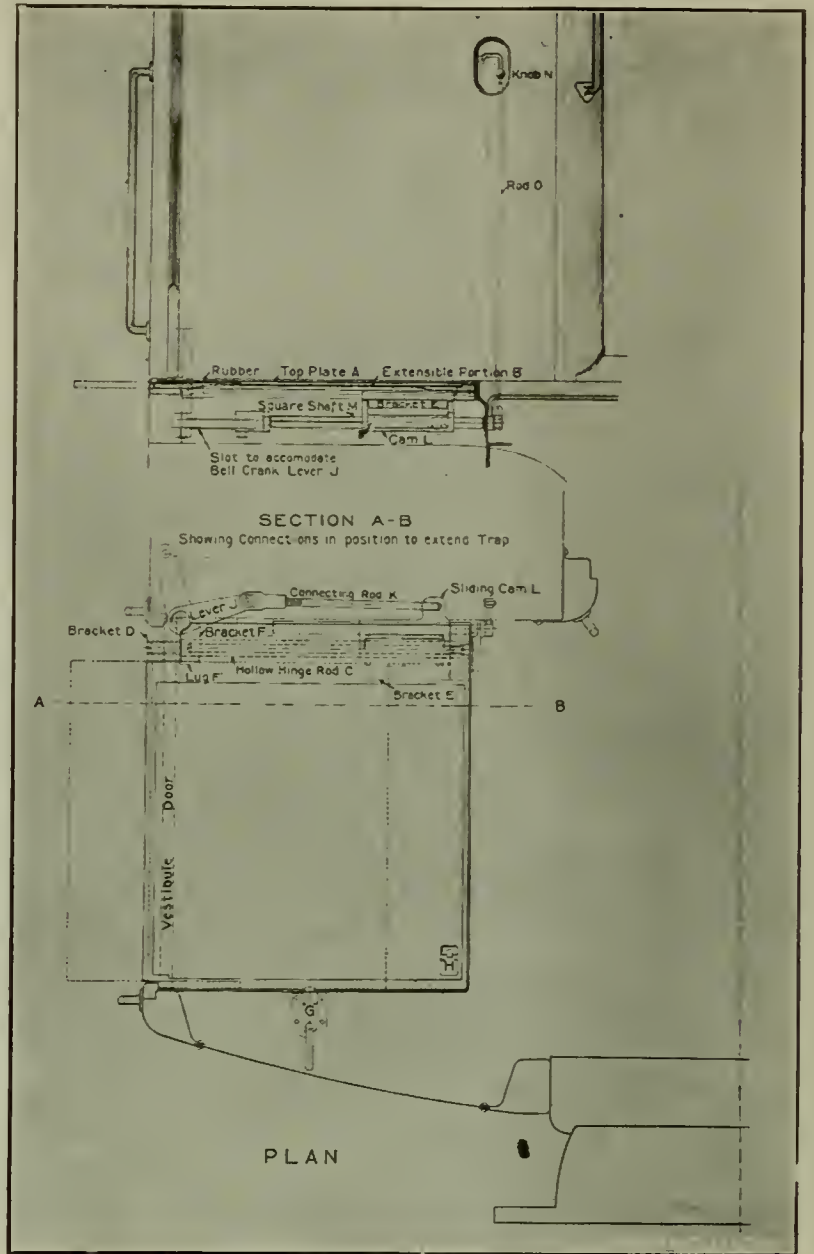 Knob N
Rod O
Rubber
Top Plate A
Extensible Portion B
Square Shaft M
Bracket E
Cam L
Slot to accomodate
Bell Crank Lever J
SECTION A-B
Showing Connections in position to extend Trap
Connecting Rod K
Sliding Cam L
Lever J
Bracket D
Bracket F
Hollow Hinge Rod C
Lug F
Bracket E
A
B
Vestibule Door
H
G
PLAN